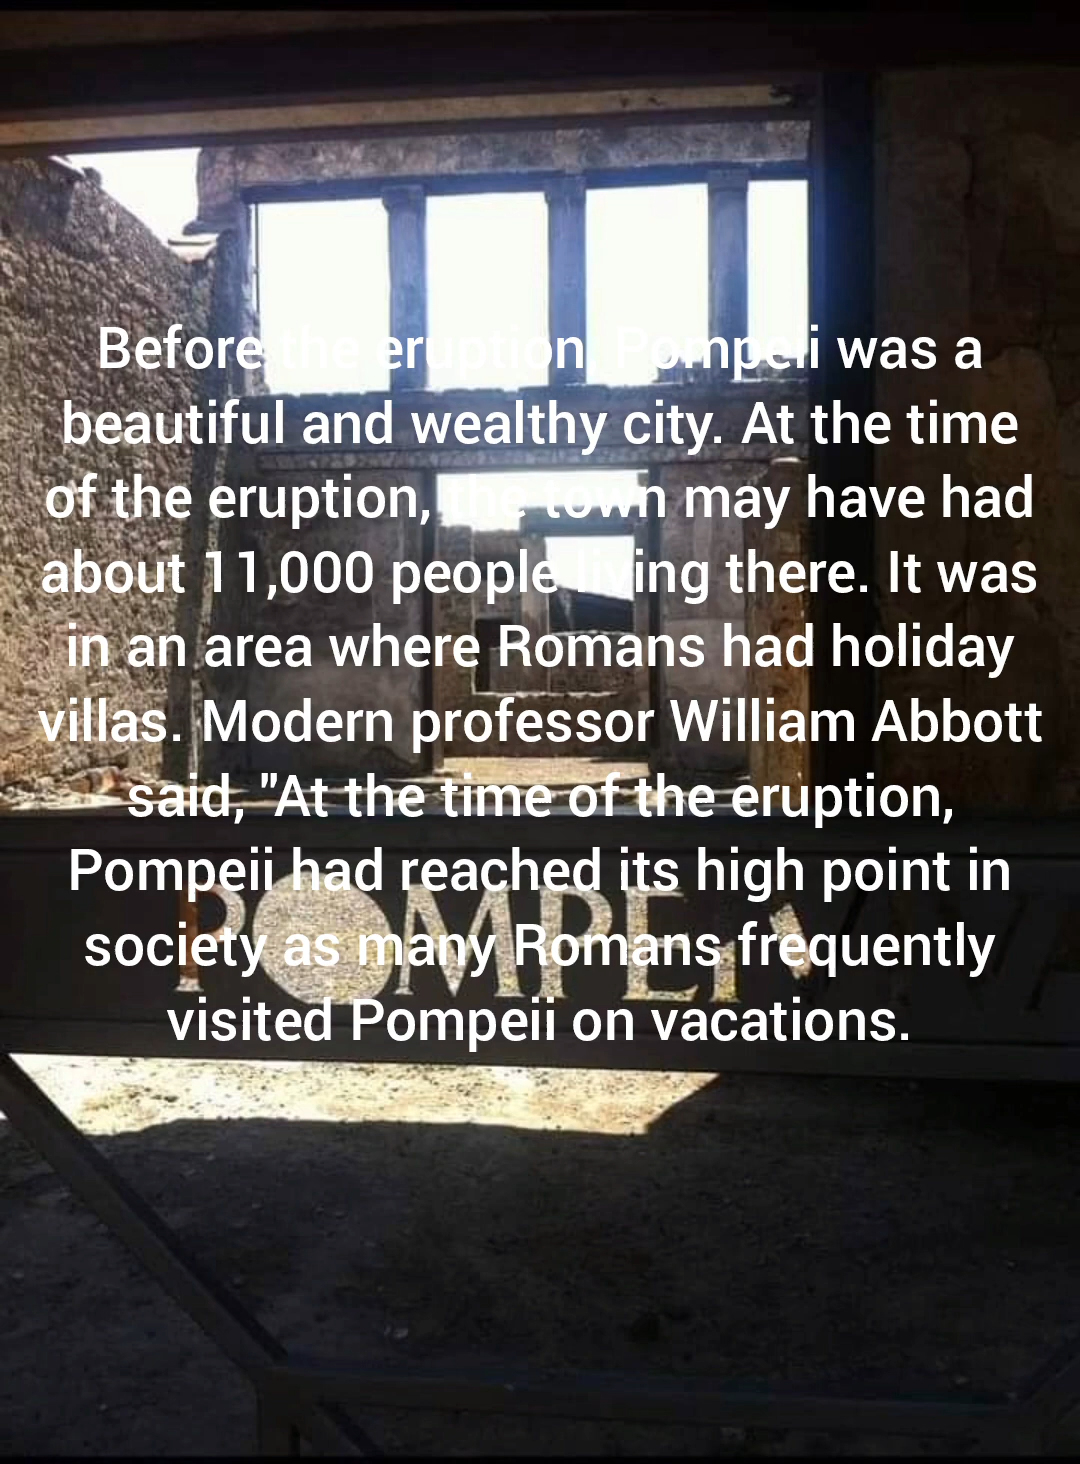 Before the eruption, Pompeii was a
beautiful and wealthy city. At the time
of the eruption, the town may have had
about 11,000 people living there. It was
in an area where Romans had holiday
villas. Modern professor William Abbott
said, "At the time of the eruption,
Pompeii had reached its high point in
society as many Romans frequently
visited Pompeii on vacations.
POMPEI